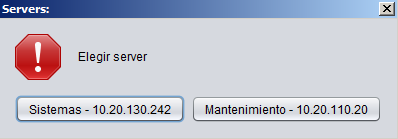 Servers:
Elegir server
Sistemas - 10.20.130.242 Mantenimiento - 10.20.110.20